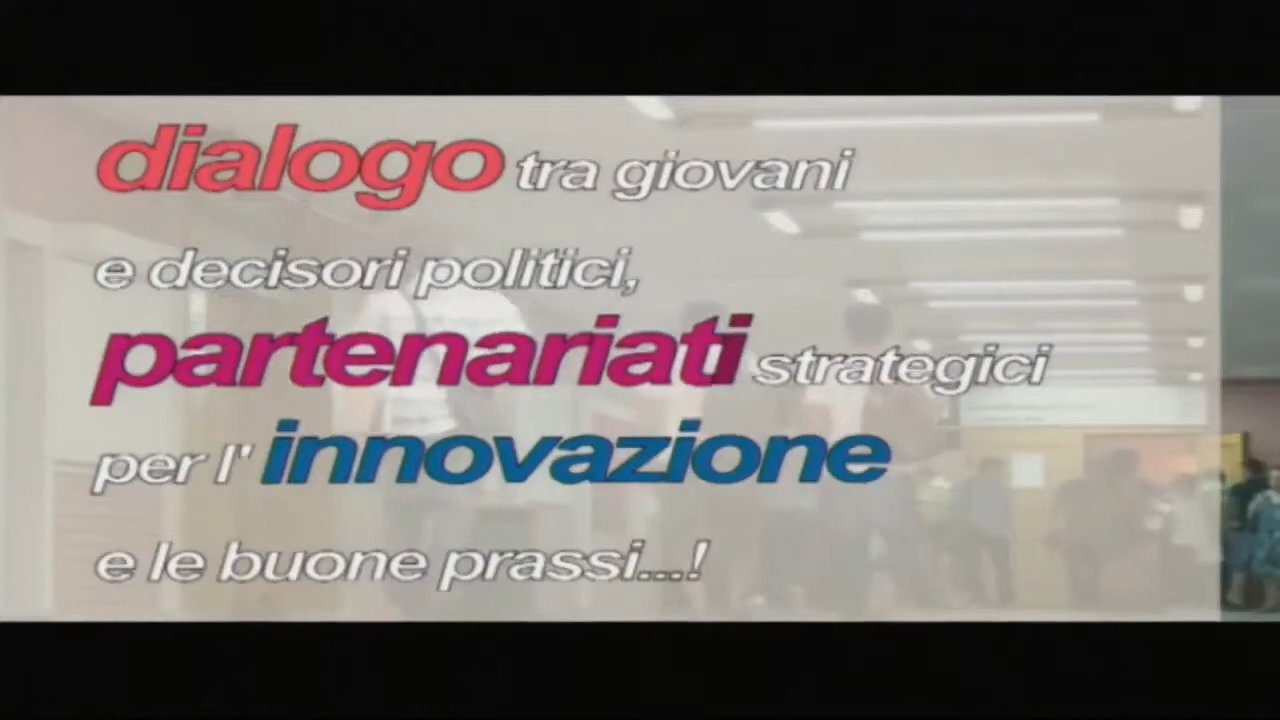 dialogo tra giovani
e decisori politici,
partenariati strategici
per l' innovazione
e le buone prassi...!